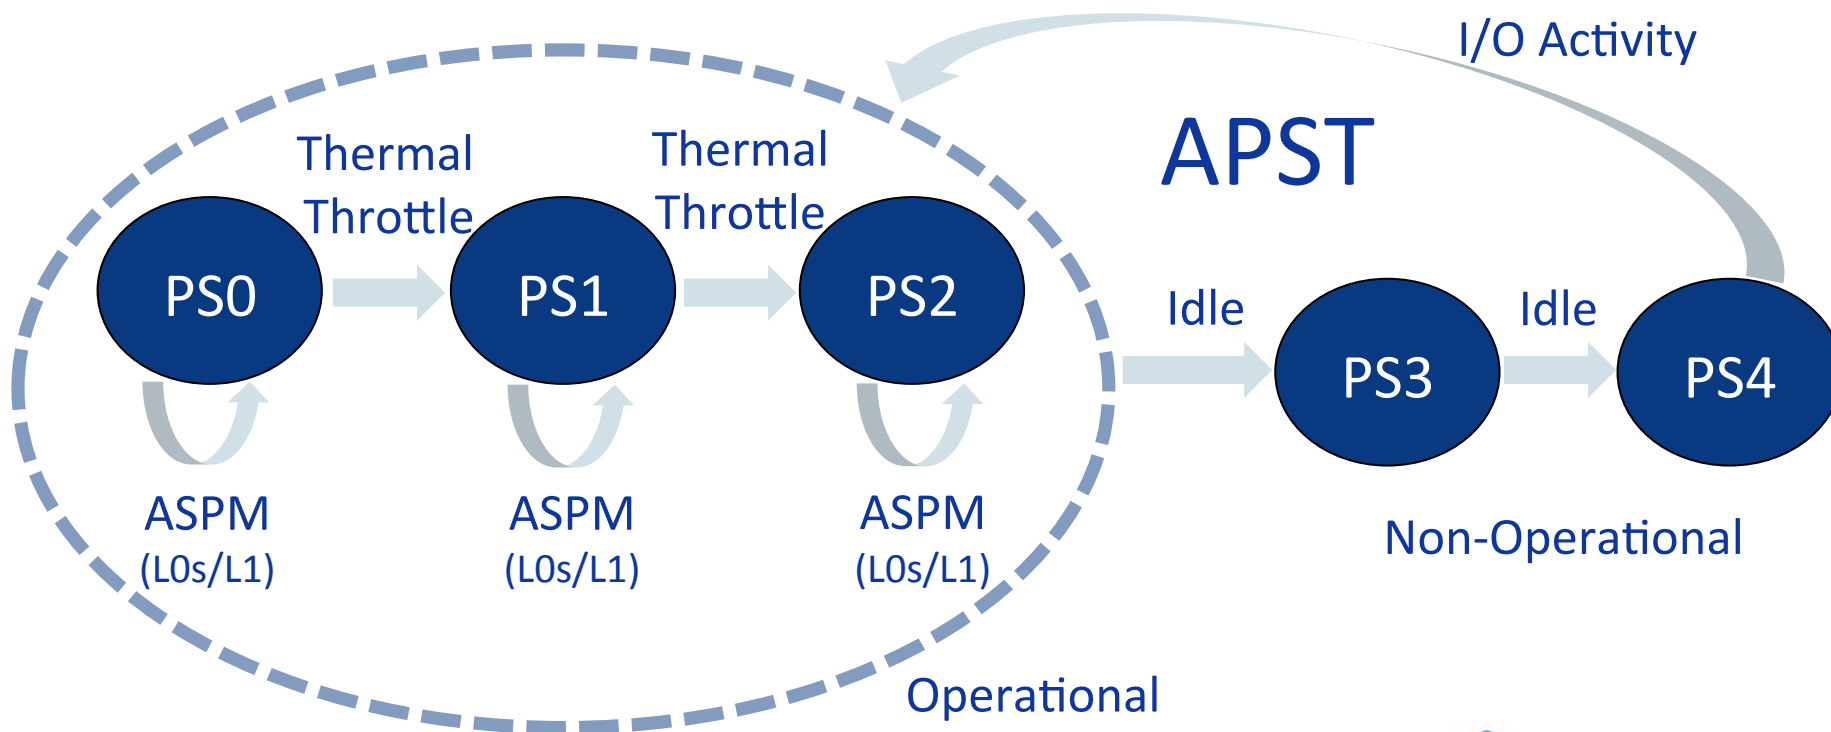 I/O Activity
APST
Thermal
Throttle
Thermal
Throttle
PS0
PS1
PS2
Idle
Idle
PS3
PS4
ASPM
(L0s/L1)
ASPM
(L0s/L1)
ASPM
(L0s/L1)
Non-Operational
Operational